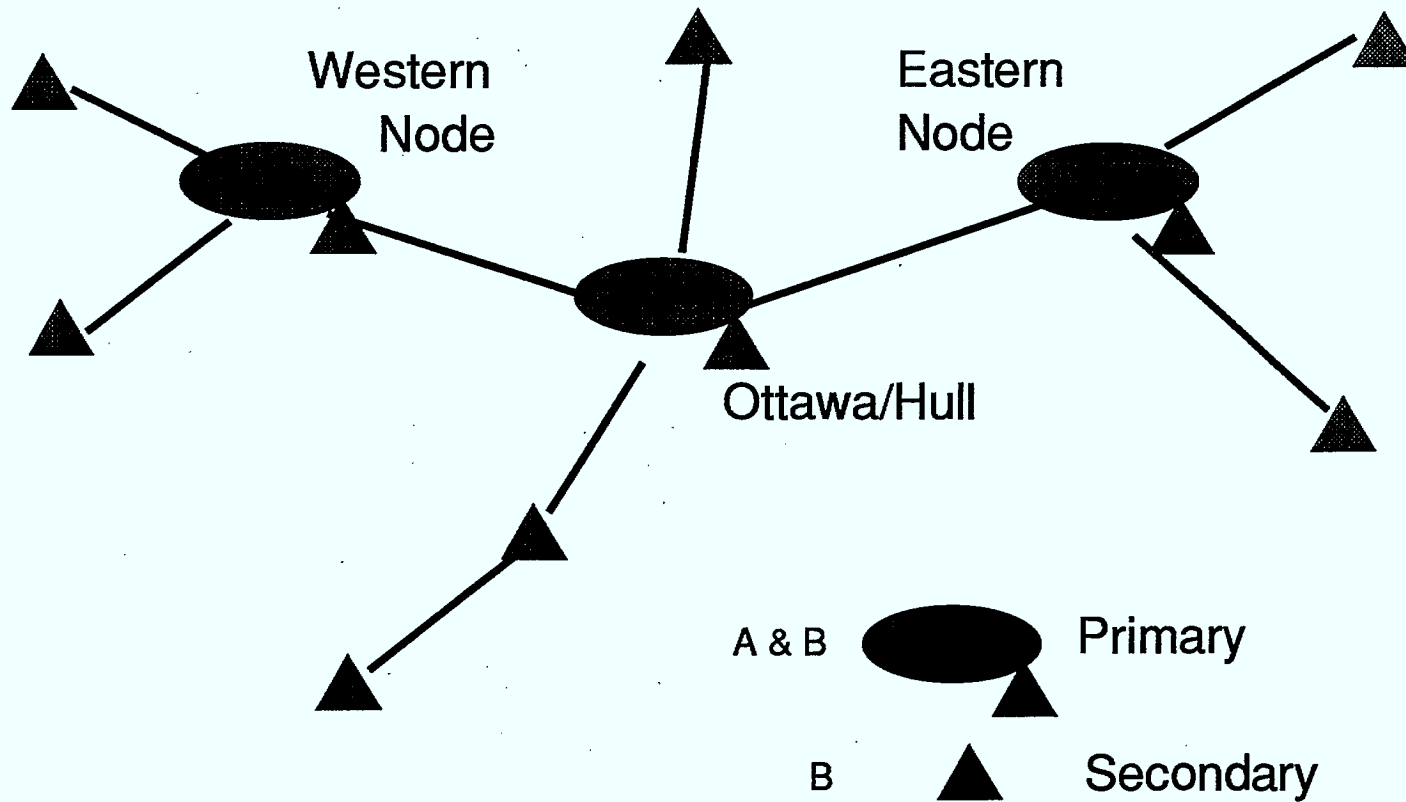 Western
Node
Eastern
Node
Ottawa/Hull
A & B
Primary
B
Secondary